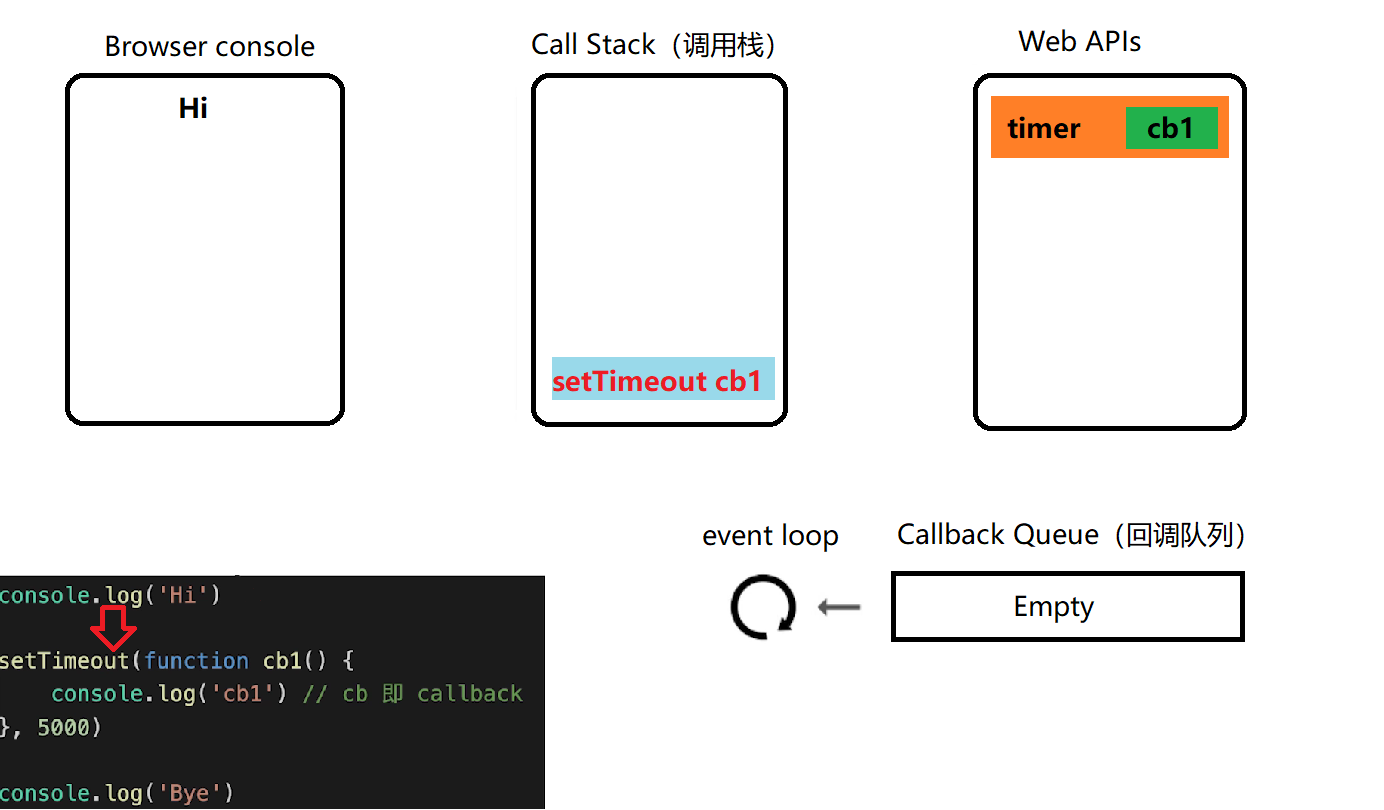 Browser console
Call Stack（调用栈）
Web APIs
Hi
timer
cb1
setTimeout cb1
event loop
Callback Queue（回调队列）
Empty
console.log('Hi')
setTimeout(function cb1() {
    console.log('cb1') // cb 即 callback
}, 5000)
console.log('Bye')